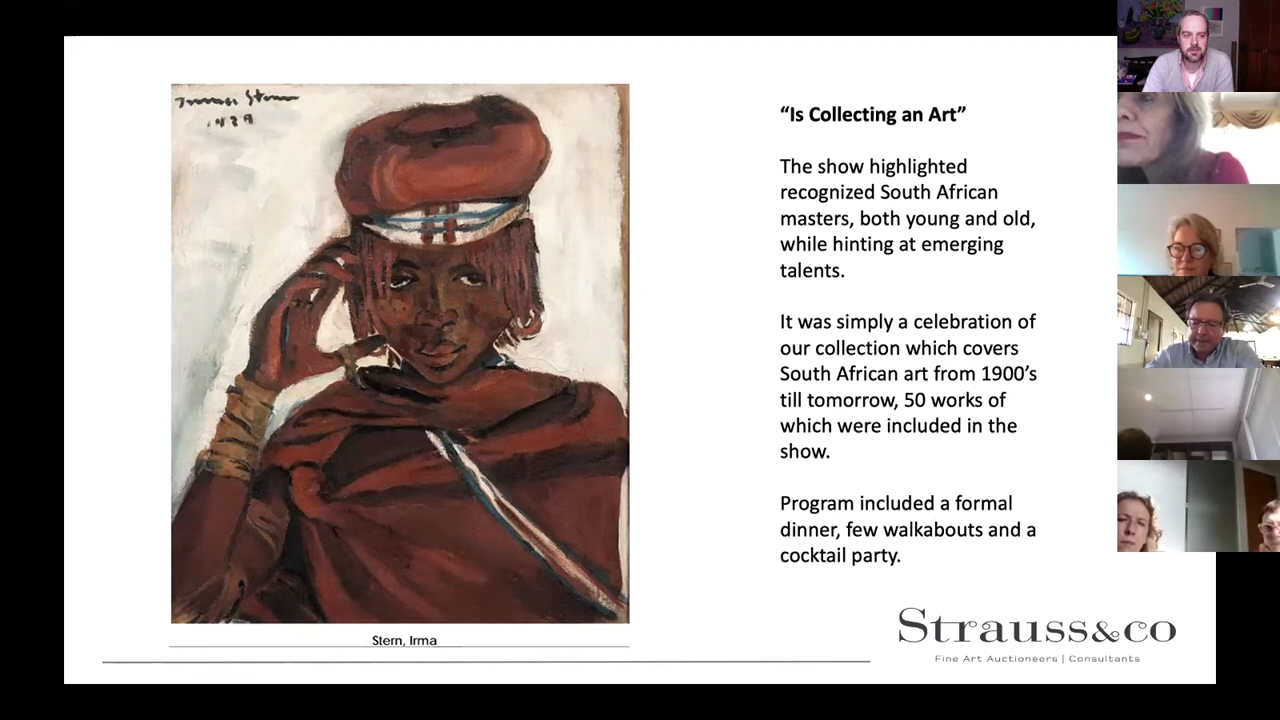 Irma Stern
“Is Collecting an Art”
The show highlighted
recognized South African
masters, both young and old,
while hinting at emerging
talents.
It was simply a celebration of
our collection which covers
South African art from 1900’s
till tomorrow, 50 works of
which were included in the
show.
Program included a formal
dinner, few walkabouts and a
cocktail party.
Stern, Irma
Strauss&co
Fine Art Auctioneers | Consultants